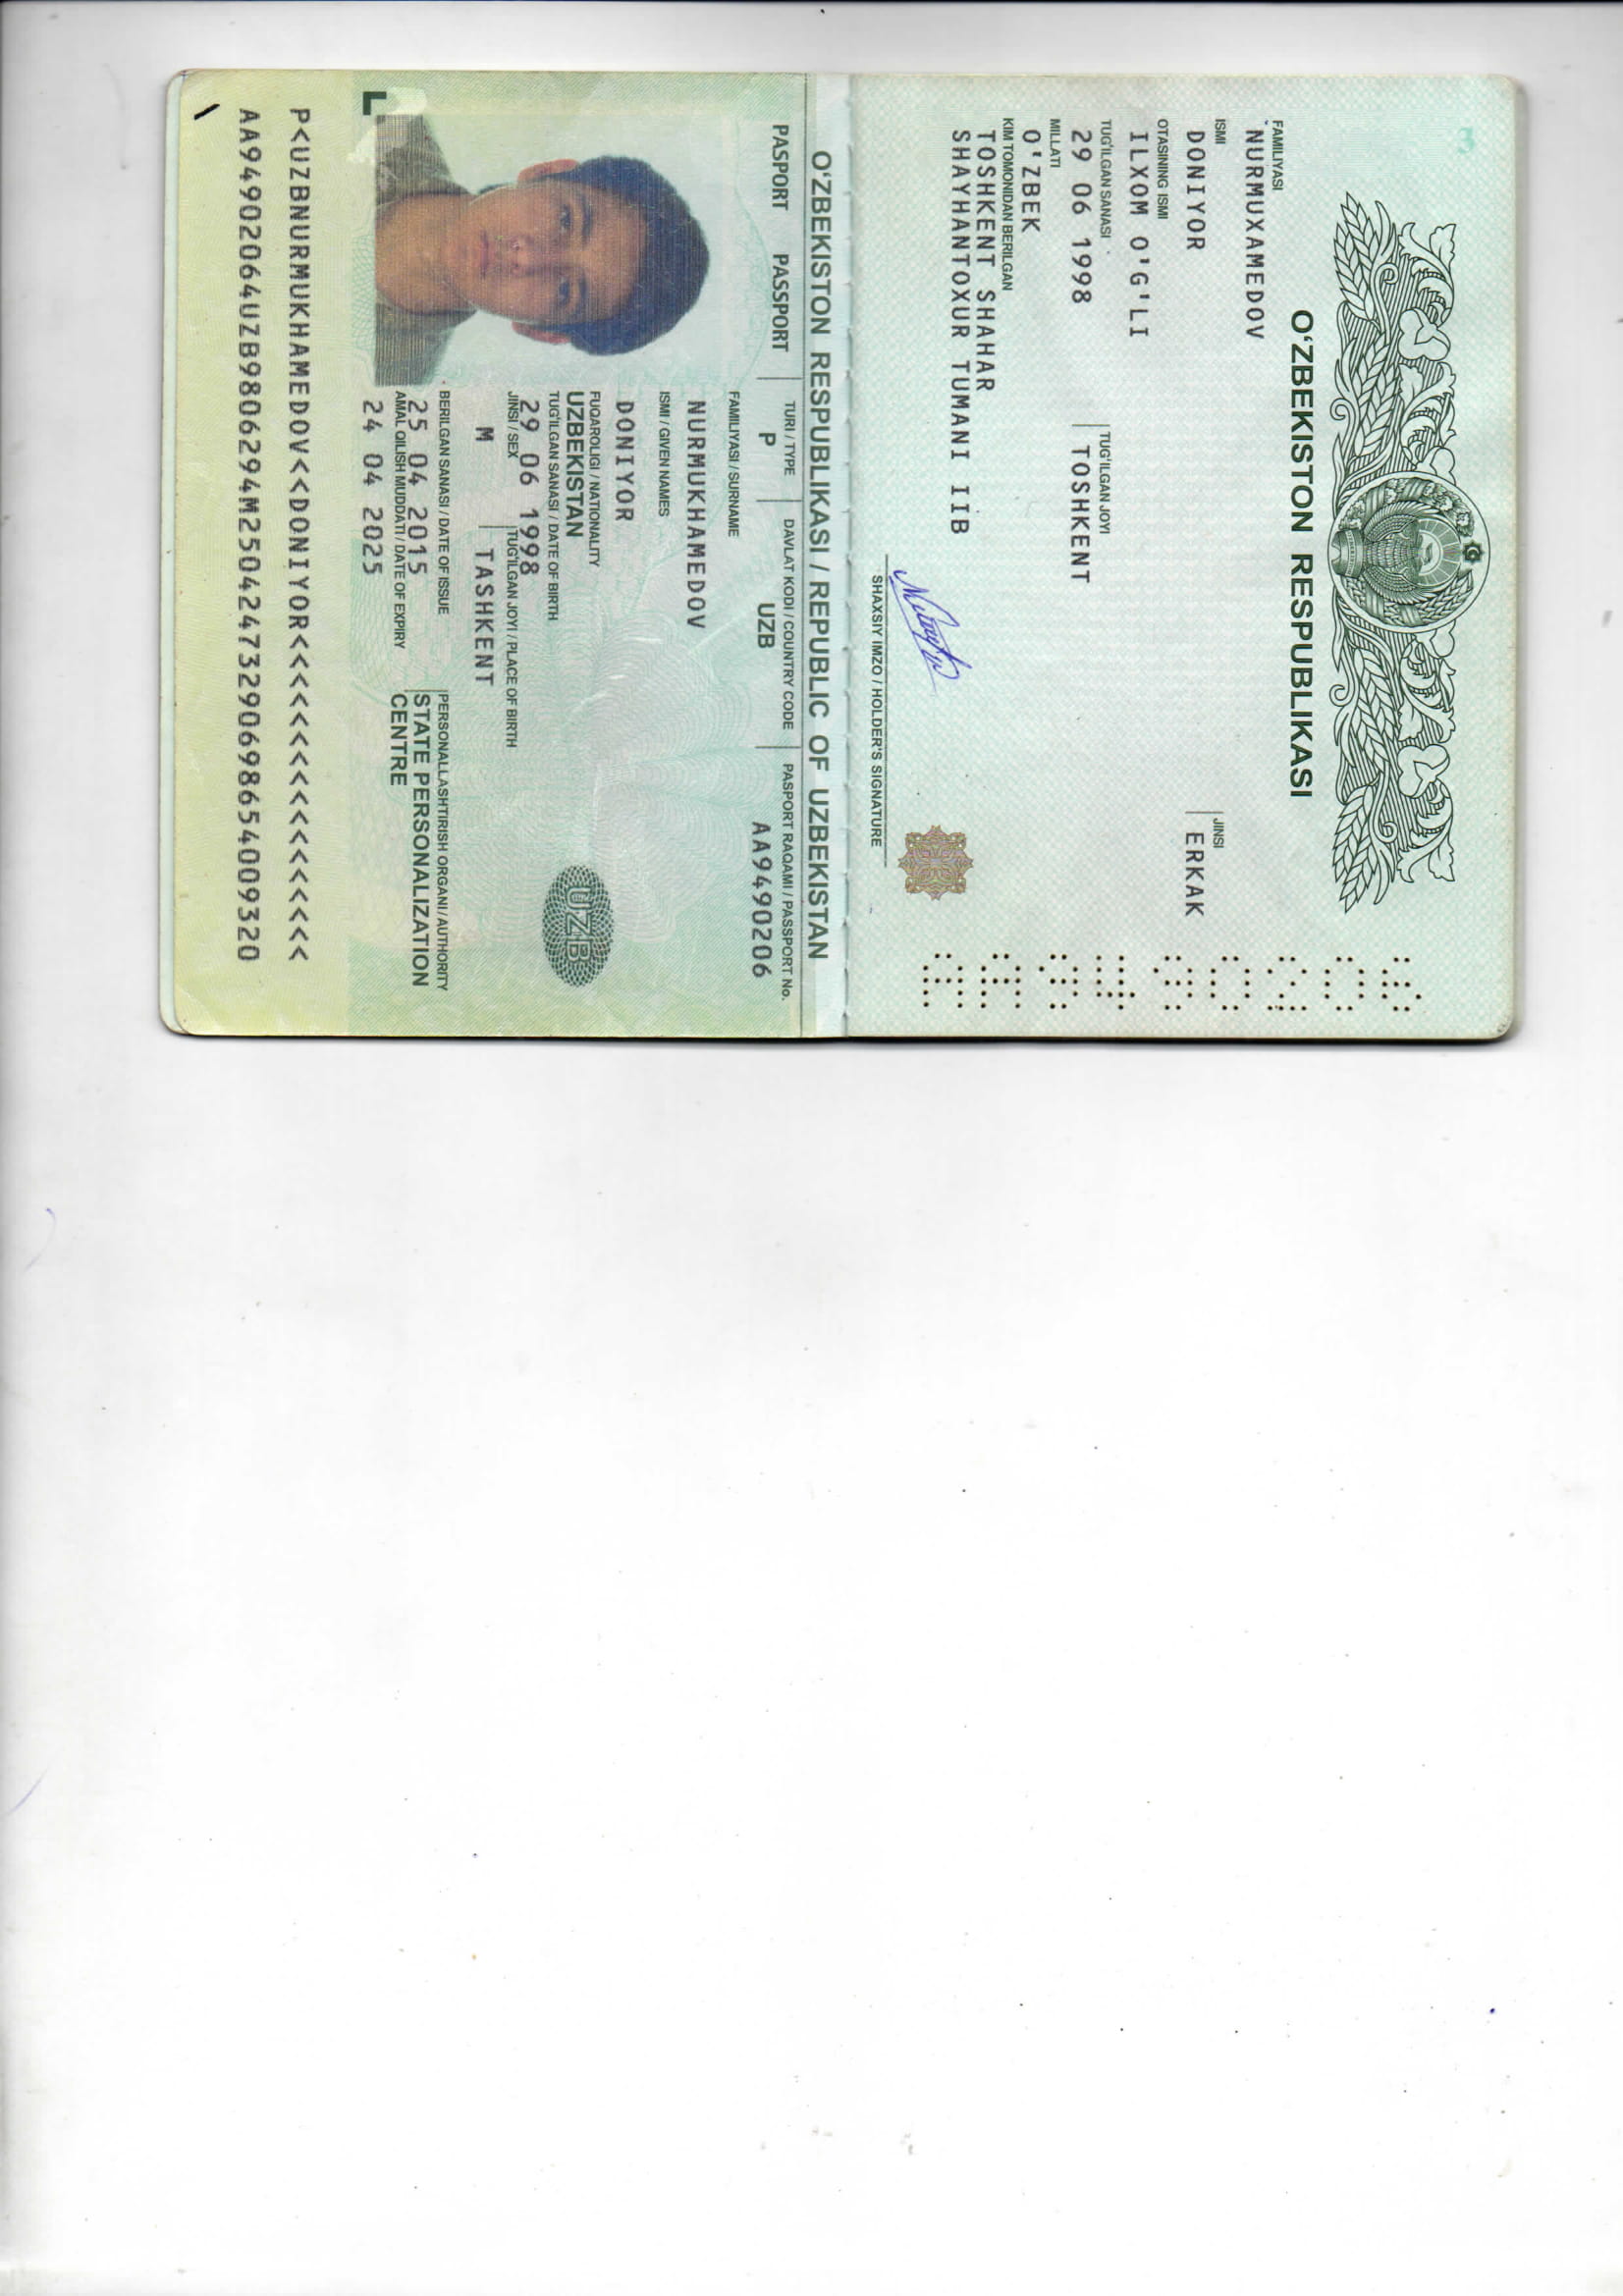 O‘ZBEKISTON RESPUBLIKASI
FAMILIYASI
NURMUXAMEDOV
ISMI
DONIYOR
JINSI
ERKAK
OTASINING ISMI
ILXOM O'G'LI
TUG‘ILGAN SANASI
29 06 1998
TUG‘ILGAN JOYI
TOSHKENT
MILLATI
O'ZBEK
KIM TOMONIDAN BERILGAN
TOSHKENT SHAHAR
SHAYHANTOXUR TUMANI IIB
SHAXSIY IMZO / HOLDER'S SIGNATURE
AA9490206
O‘ZBEKISTON RESPUBLIKASI / REPUBLIC OF UZBEKISTAN
PASPORT PASSPORT
TURI / TYPE
P
DAVLAT KODI / COUNTRY CODE
UZB
PASPORT RAQAMI / PASSPORT No.
AA9490206
FAMILIYASI / SURNAME
NURMUKHAMEDOV
ISMI / GIVEN NAMES
DONIYOR
FUQAROLIGI / NATIONALITY
UZBEKISTAN
UZB
TUG‘ILGAN SANASI / DATE OF BIRTH
29 06 1998
JINSI / SEX
M
TUG‘ILGAN JOYI / PLACE OF BIRTH
TASHKENT
BERILGAN SANASI / DATE OF ISSUE
25 04 2015
PERSONALLASHTIRISH ORGANI / AUTHORITY
STATE PERSONALIZATION
CENTRE
AMAL QILISH MUDDATI / DATE OF EXPIRY
24 04 2025
P<UZBNURMUKHAMEDOV<<DONIYOR<<<<<<<<<<<<<<<<<
AA94902064UZB9806294M25042473290698654009320